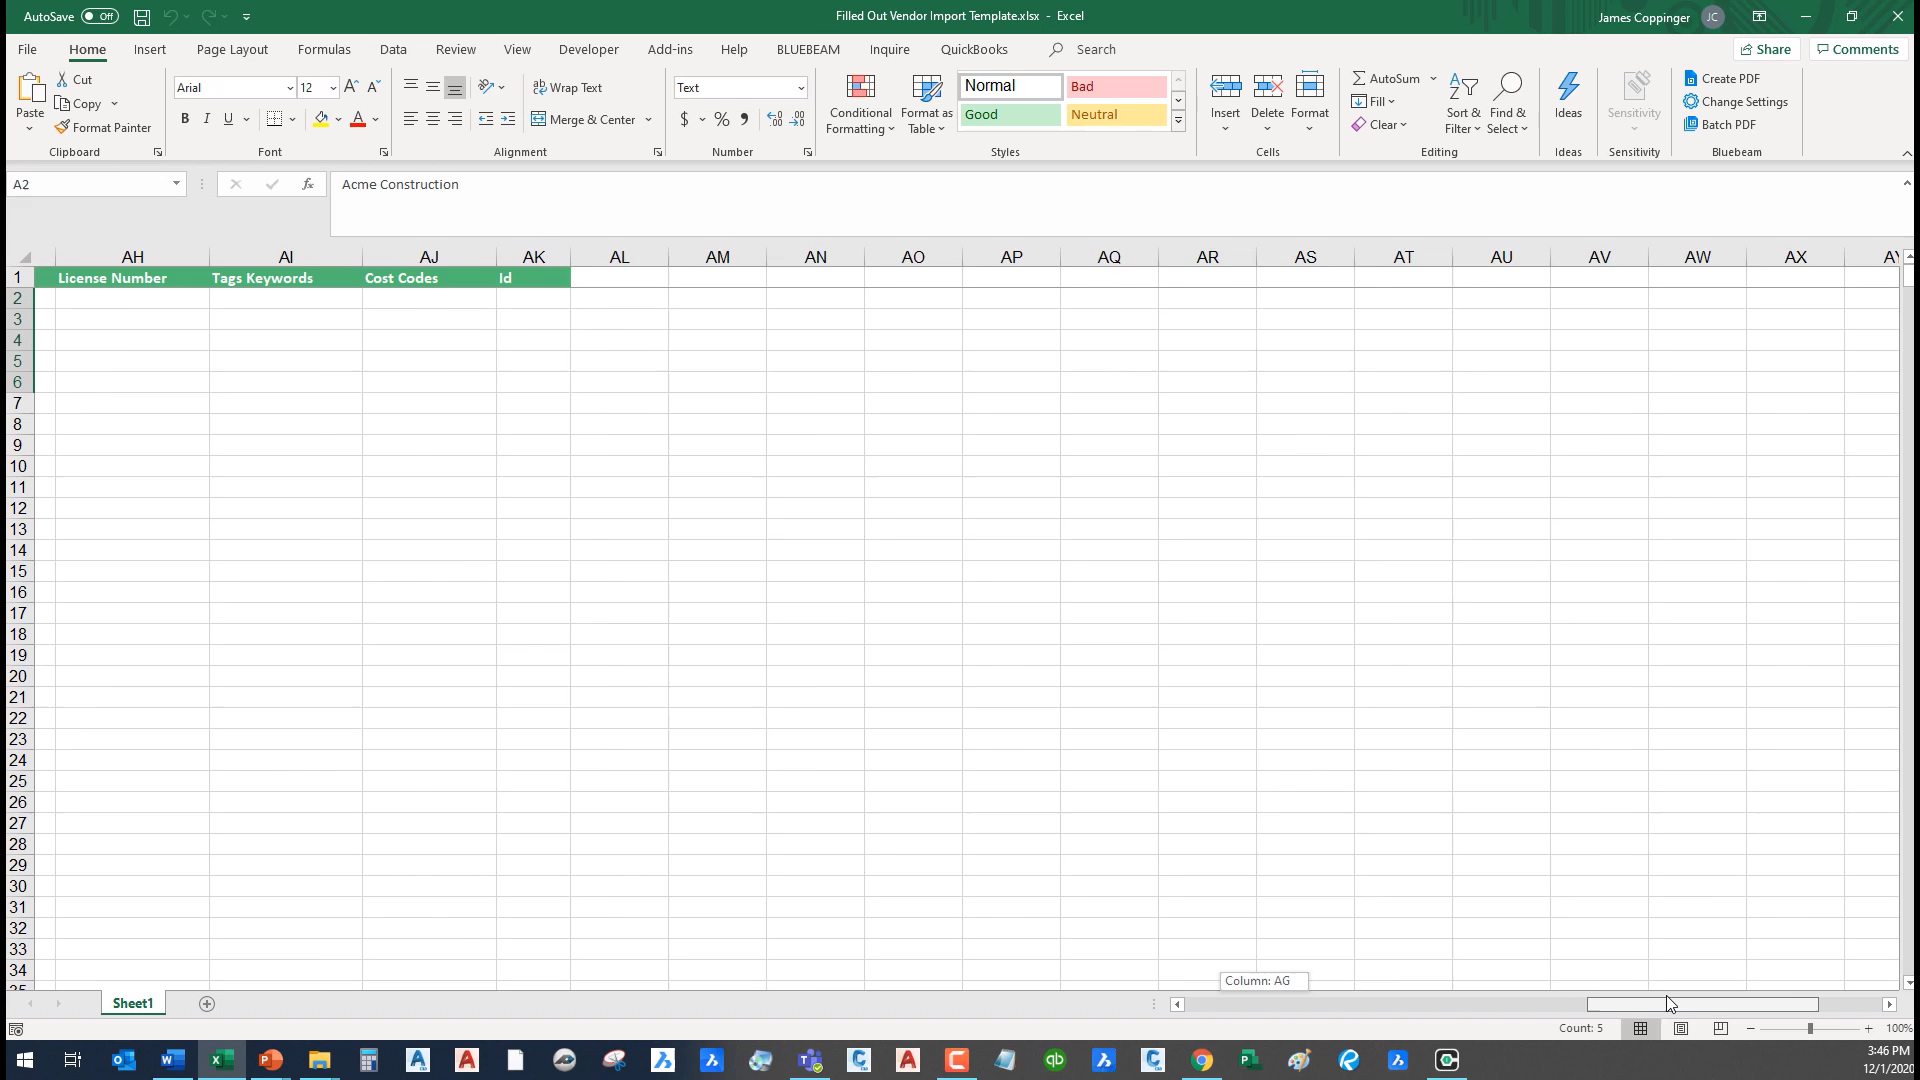 AutoSave Off Filled Out Vendor Import Template.xlsx - Excel James Coppinger JC
File Home Insert Page Layout Formulas Data Review View Developer Add-ins Help BLUEBEAM Inquire QuickBooks Search Share Comments
Paste
Cut
Copy
Format Painter
Clipboard
Arial 12
A A
B I U A
Font
Wrap Text
Merge & Center
Alignment
Text
$ % 9
Number
Conditional Formatting
Format as Table
Normal Bad
Good Neutral
Styles
Insert Delete Format
Cells
AutoSum
Fill
Clear
Sort & Filter
Find & Select
Editing
Ideas
Ideas
Sensitivity
Sensitivity
Create PDF
Change Settings
Batch PDF
Bluebeam
A2 fx Acme Construction
AH AI AJ AK AL AM AN AO AP AQ AR AS AT AU AV AW AX
1 License Number Tags Keywords Cost Codes Id
2
3
4
5
6
7
8
9
10
11
12
13
14
15
16
17
18
19
20
21
22
23
24
25
26
27
28
29
30
31
32
33
34
Column: AG
Sheet1
Count: 5 100%
3:46 PM
12/1/2020